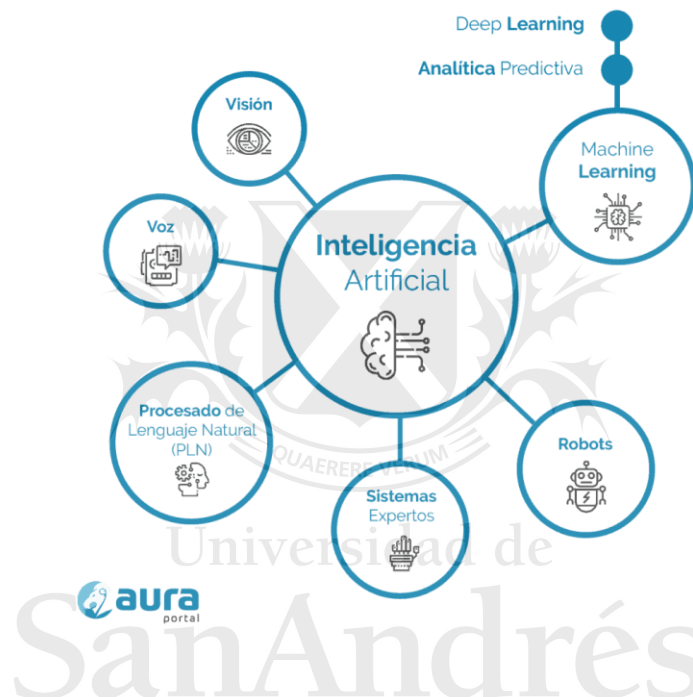 Deep Learning
Analítica Predictiva
Visión
Machine
Learning
Voz
Inteligencia
Artificial
Procesado de
Lenguaje Natural
(PLN)
Robots
QUAERERE VERUM
Sistemas
Expertos
Universidad de
aura
portal
SanAndrés